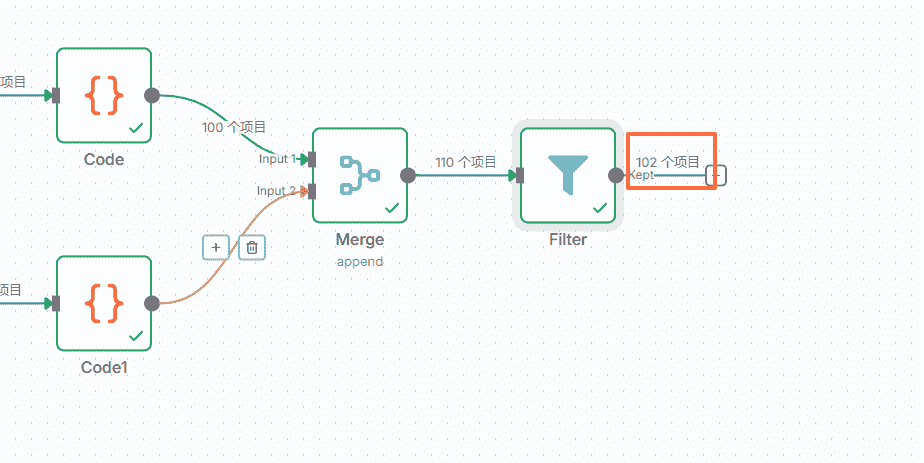 项目
{}
Code
100 个项目
Input 1
Input 2
Merge
append
110 个项目
Filter
102 个项目
Kept
项目
{}
Code1